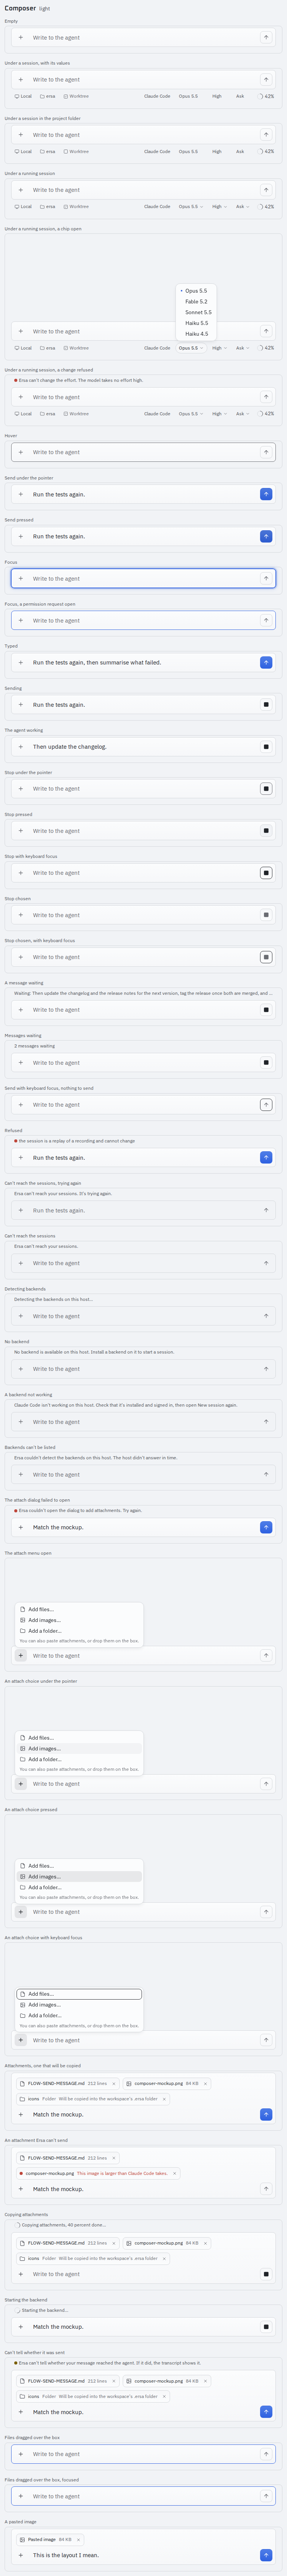 Composer light
Empty
Write to the agent
Under a session, with its values
Write to the agent
Local ersa Worktree Claude Code Opus 5.5 High Ask 42%
Under a session in the project folder
Write to the agent
Local ersa Worktree Claude Code Opus 5.5 High Ask 42%
Under a running session
Write to the agent
Local ersa Worktree Claude Code Opus 5.5 High Ask 42%
Under a running session, a chip open
Opus 5.5
Fable 5.2
Sonnet 5.5
Haiku 5.5
Haiku 4.5
Write to the agent
Local ersa Worktree Claude Code Opus 5.5 High Ask 42%
Under a running session, a change refused
Ersa can't change the effort. The model takes no effort high.
Write to the agent
Local ersa Worktree Claude Code Opus 5.5 High Ask 42%
Hover
Write to the agent
Send under the pointer
Run the tests again.
Send pressed
Run the tests again.
Focus
Write to the agent
Focus, a permission request open
Write to the agent
Typed
Run the tests again, then summarise what failed.
Sending
Run the tests again.
The agent working
Then update the changelog.
Stop under the pointer
Write to the agent
Stop pressed
Write to the agent
Stop with keyboard focus
Write to the agent
Stop chosen
Write to the agent
Stop chosen, with keyboard focus
Write to the agent
A message waiting
Waiting: Then update the changelog and the release notes for the next version, tag the release once both are merged, and ...
Write to the agent
Messages waiting
2 messages waiting
Write to the agent
Send with keyboard focus, nothing to send
Write to the agent
Refused
the session is a replay of a recording and cannot change
Run the tests again.
Can't reach the sessions, trying again
Ersa can't reach your sessions. It's trying again.
Run the tests again.
Can't reach the sessions
Ersa can't reach your sessions.
Write to the agent
Detecting backends
Detecting the backends on this host...
Write to the agent
No backend
No backend is available on this host. Install a backend on it to start a session.
Write to the agent
A backend not working
Claude Code isn't working on this host. Check that it's installed and signed in, then open New session again.
Write to the agent
Backends can't be listed
Ersa couldn't detect the backends on this host. The host didn't answer in time.
Write to the agent
The attach dialog failed to open
Ersa couldn't open the dialog to add attachments. Try again.
Match the mockup.
The attach menu open
Add files...
Add images...
Add a folder...
You can also paste attachments, or drop them on the box.
Write to the agent
An attach choice under the pointer
Add files...
Add images...
Add a folder...
You can also paste attachments, or drop them on the box.
Write to the agent
An attach choice pressed
Add files...
Add images...
Add a folder...
You can also paste attachments, or drop them on the box.
Write to the agent
An attach choice with keyboard focus
Add files...
Add images...
Add a folder...
You can also paste attachments, or drop them on the box.
Write to the agent
Attachments, one that will be copied
FLOW-SEND-MESSAGE.md 212 lines × composer-mockup.png 84 KB ×
icons Folder Will be copied into the workspace's .ersa folder ×
Match the mockup.
An attachment Ersa can't send
FLOW-SEND-MESSAGE.md 212 lines ×
composer-mockup.png This image is larger than Claude Code takes. ×
Match the mockup.
Copying attachments
Copying attachments, 40 percent done...
FLOW-SEND-MESSAGE.md 212 lines × composer-mockup.png 84 KB ×
icons Folder Will be copied into the workspace's .ersa folder ×
Write to the agent
Starting the backend
Starting the backend...
Match the mockup.
Can't tell whether it was sent
Ersa can't tell whether your message reached the agent. If it did, the transcript shows it.
FLOW-SEND-MESSAGE.md 212 lines × composer-mockup.png 84 KB ×
icons Folder Will be copied into the workspace's .ersa folder ×
Match the mockup.
Files dragged over the box
Write to the agent
Files dragged over the box, focused
Write to the agent
A pasted image
Pasted image 84 KB ×
This is the layout I mean.